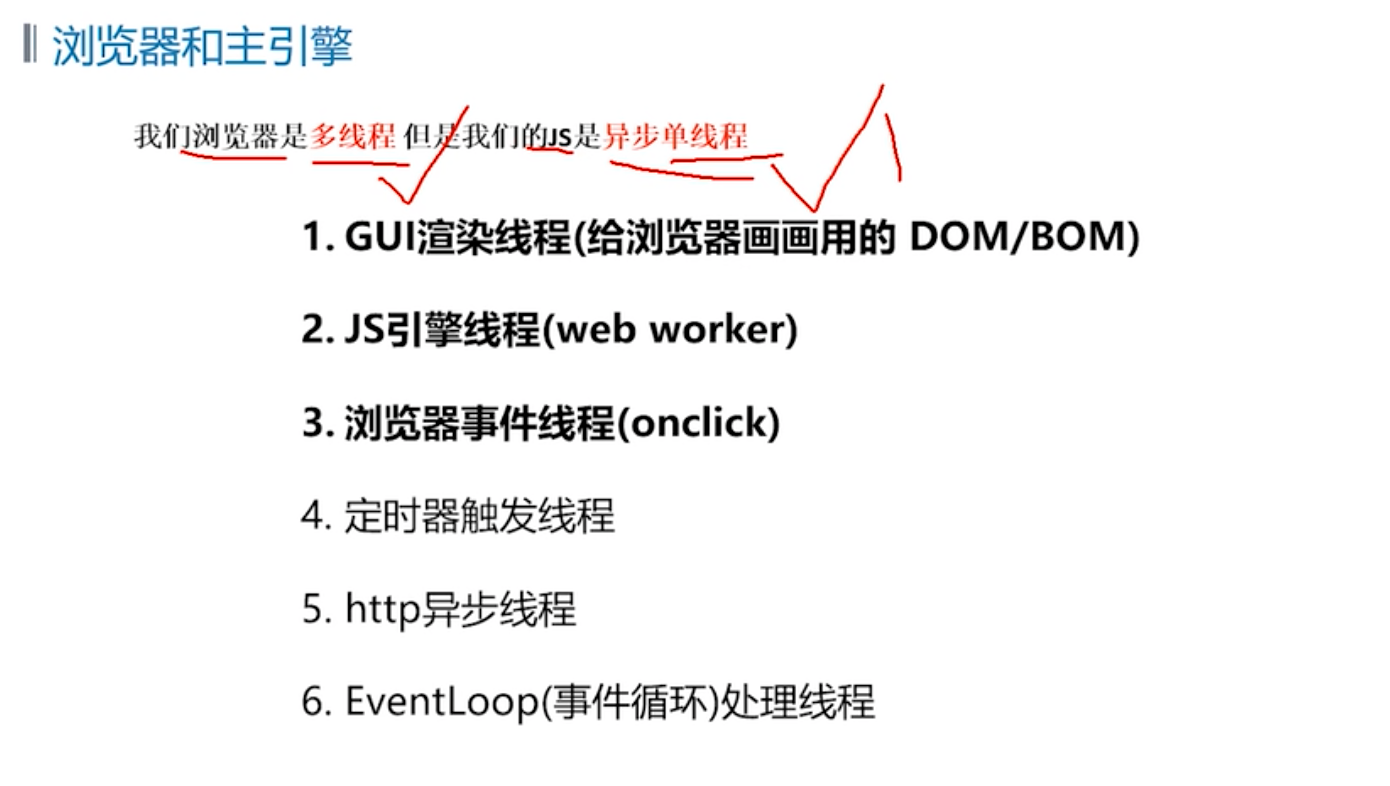 浏览器和主引擎
我们浏览器是多线程 但是我们的JS是异步单线程
1. GUI渲染线程(给浏览器画画用的 DOM/BOM)
2. JS引擎线程(web worker)
3. 浏览器事件线程(onclick)
4. 定时器触发线程
5. http异步线程
6. EventLoop(事件循环)处理线程